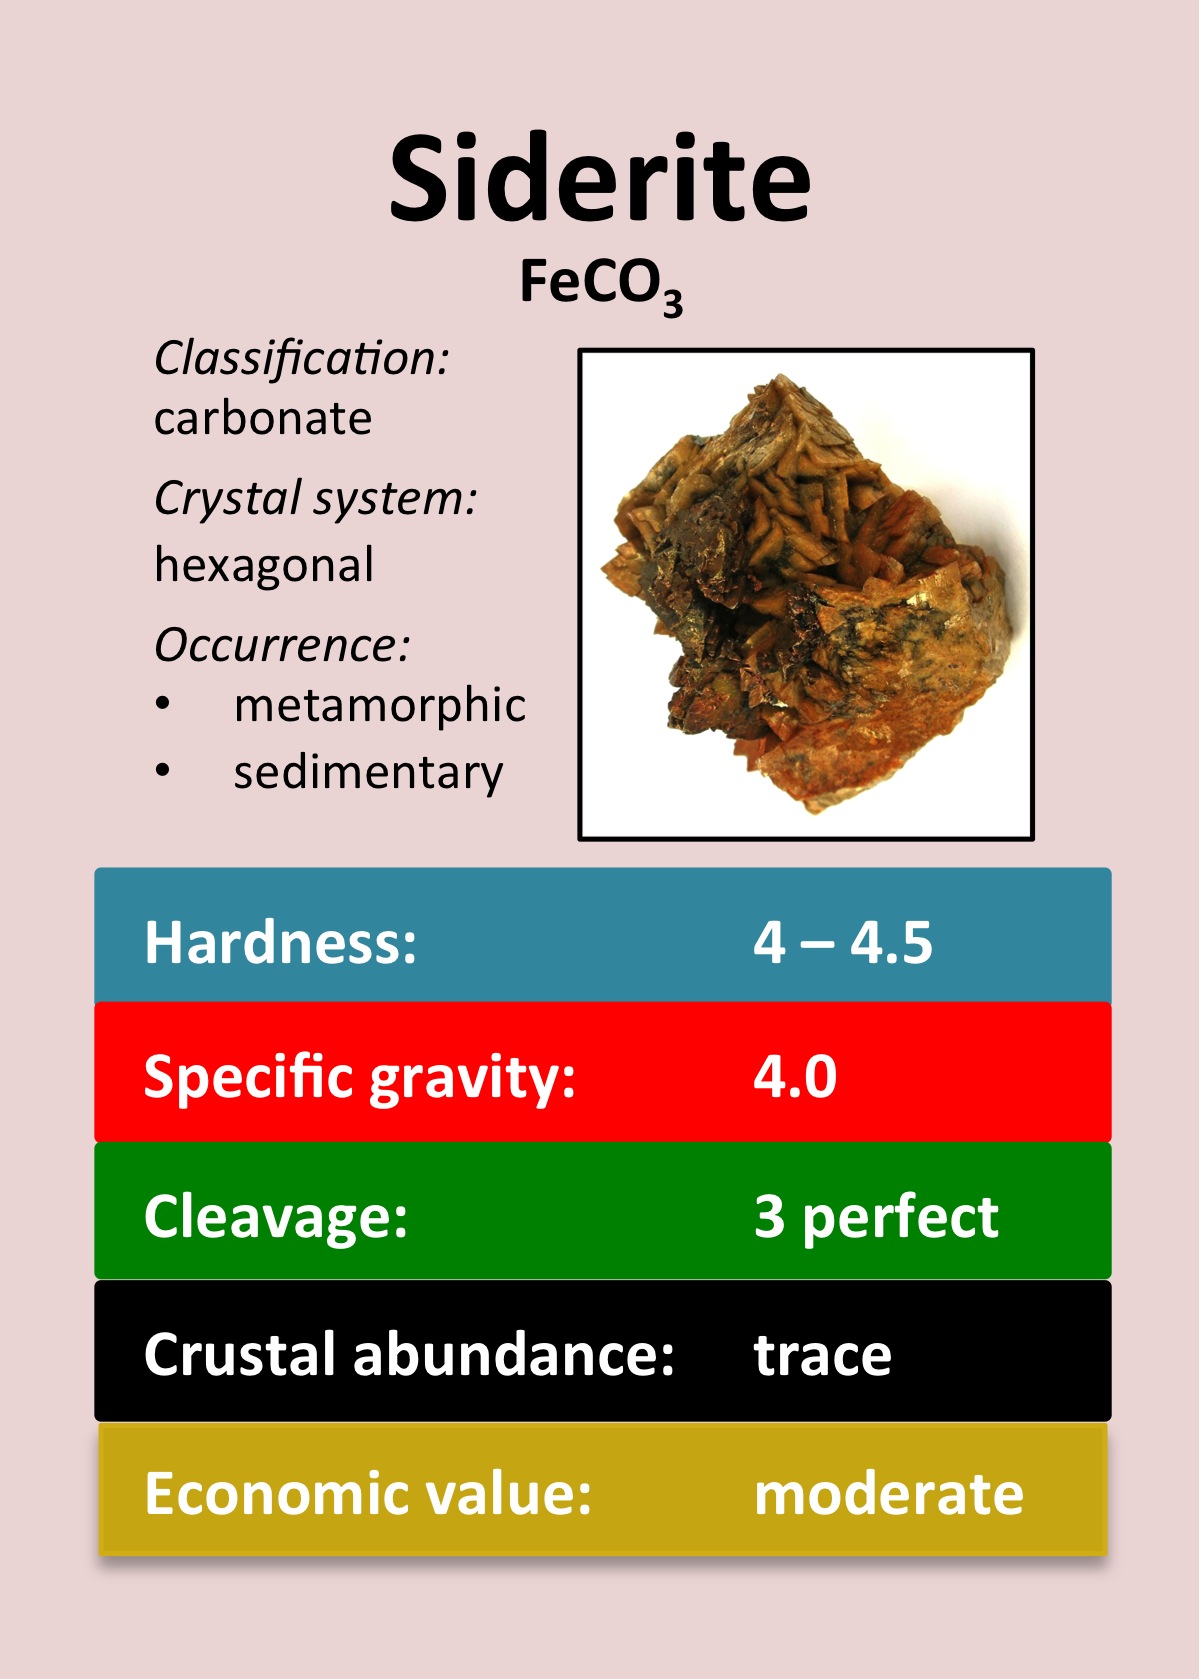 Siderite
FeCO₃
Classification:
carbonate
Crystal system:
hexagonal
Occurrence:
• metamorphic
• sedimentary
Hardness: 4 – 4.5
Specific gravity: 4.0
Cleavage: 3 perfect
Crustal abundance: trace
Economic value: moderate